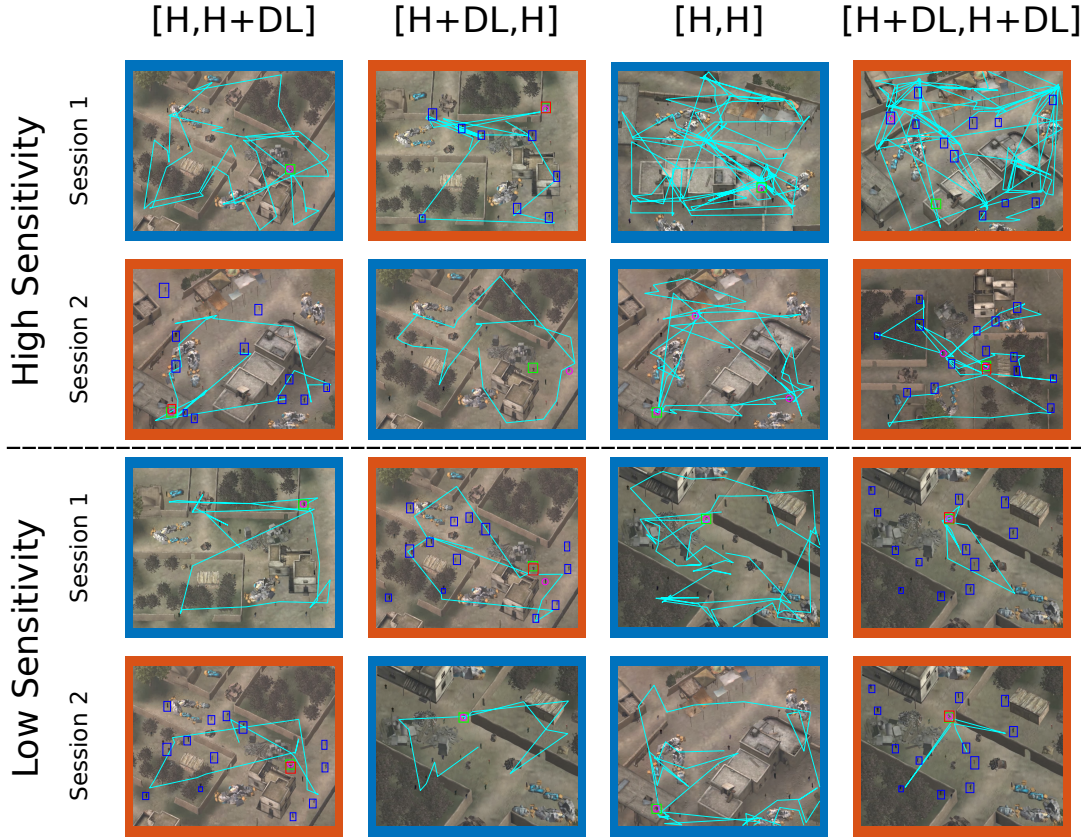 [H,H+DL] [H+DL,H] [H,H] [H+DL,H+DL]
High Sensitivity
Session 1
Session 2
Low Sensitivity
Session 1
Session 2